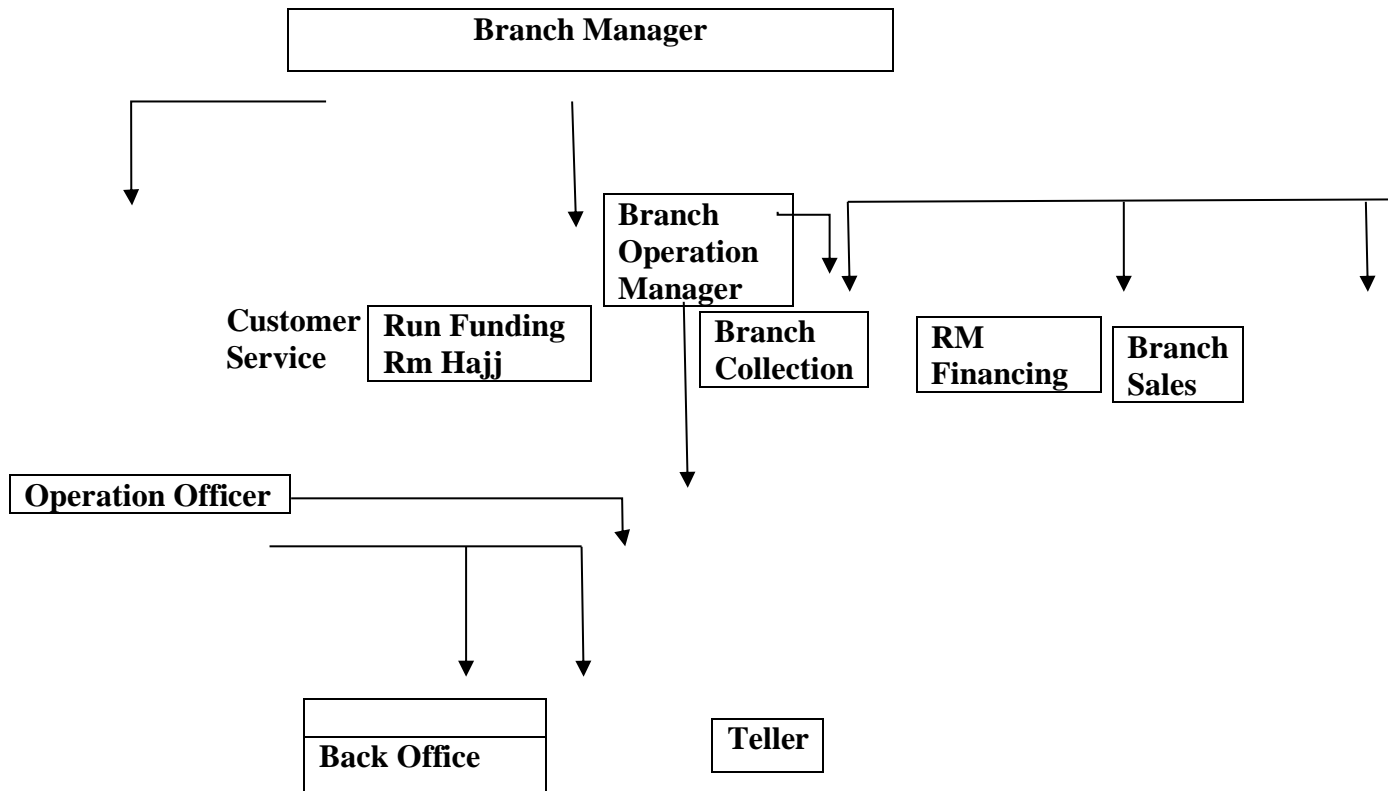 Branch Manager
Branch
Operation
Manager
Customer
Service
Run Funding
Rm Hajj
Branch
Collection
RM
Financing
Branch
Sales
Operation Officer
Back Office
Teller